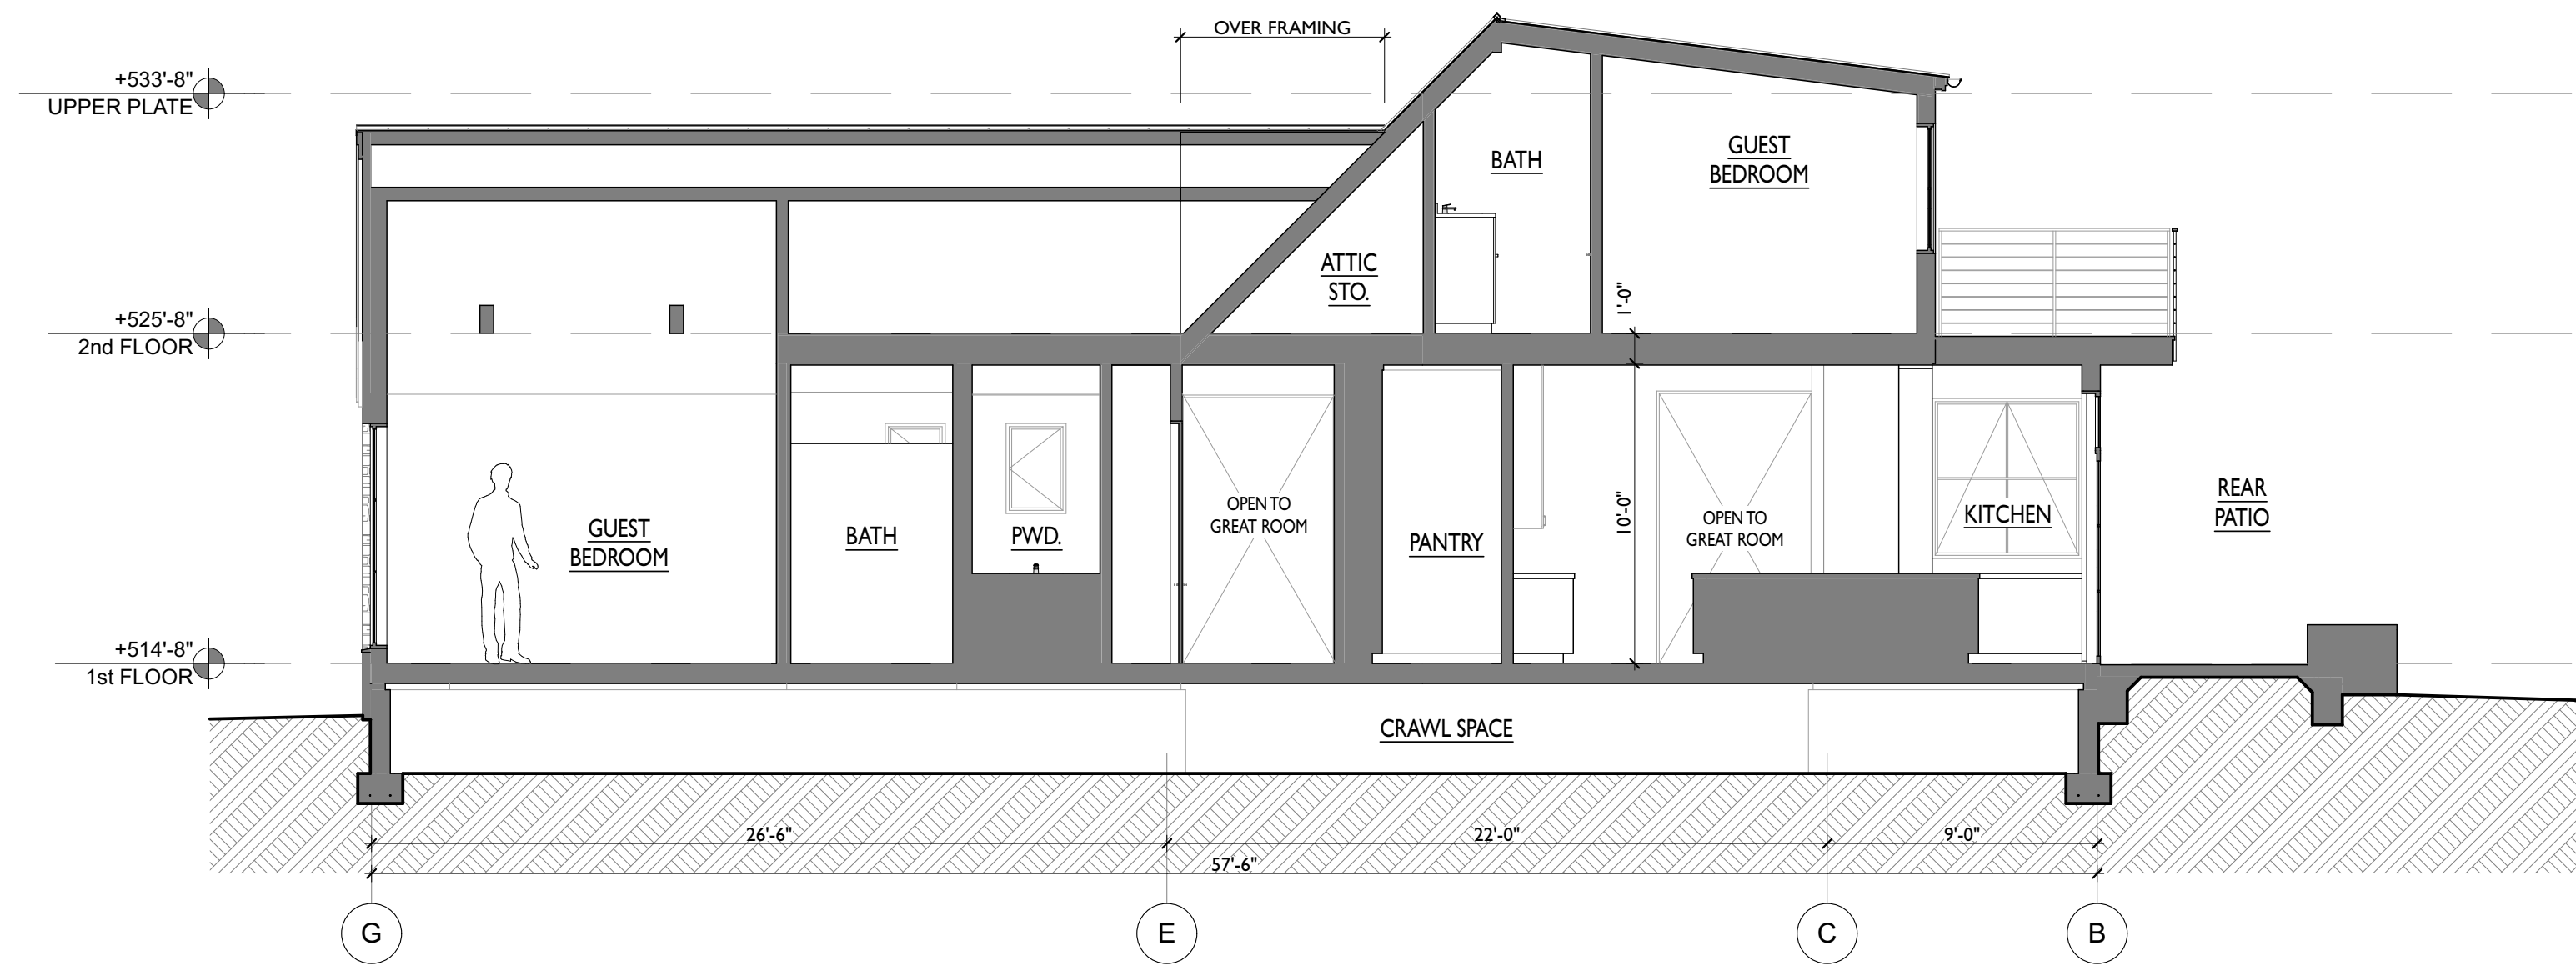 OVER FRAMING
+533'-8"
UPPER PLATE
BATH
GUEST
BEDROOM
ATTIC
STO.
1'-0"
+525'-8"
2nd FLOOR
GUEST
BEDROOM
BATH
PWD.
OPEN TO
GREAT ROOM
PANTRY
10'-0"
OPEN TO
GREAT ROOM
KITCHEN
REAR
PATIO
+514'-8"
1st FLOOR
CRAWL SPACE
26'-6"
22'-0"
9'-0"
57'-6"
G
E
C
B